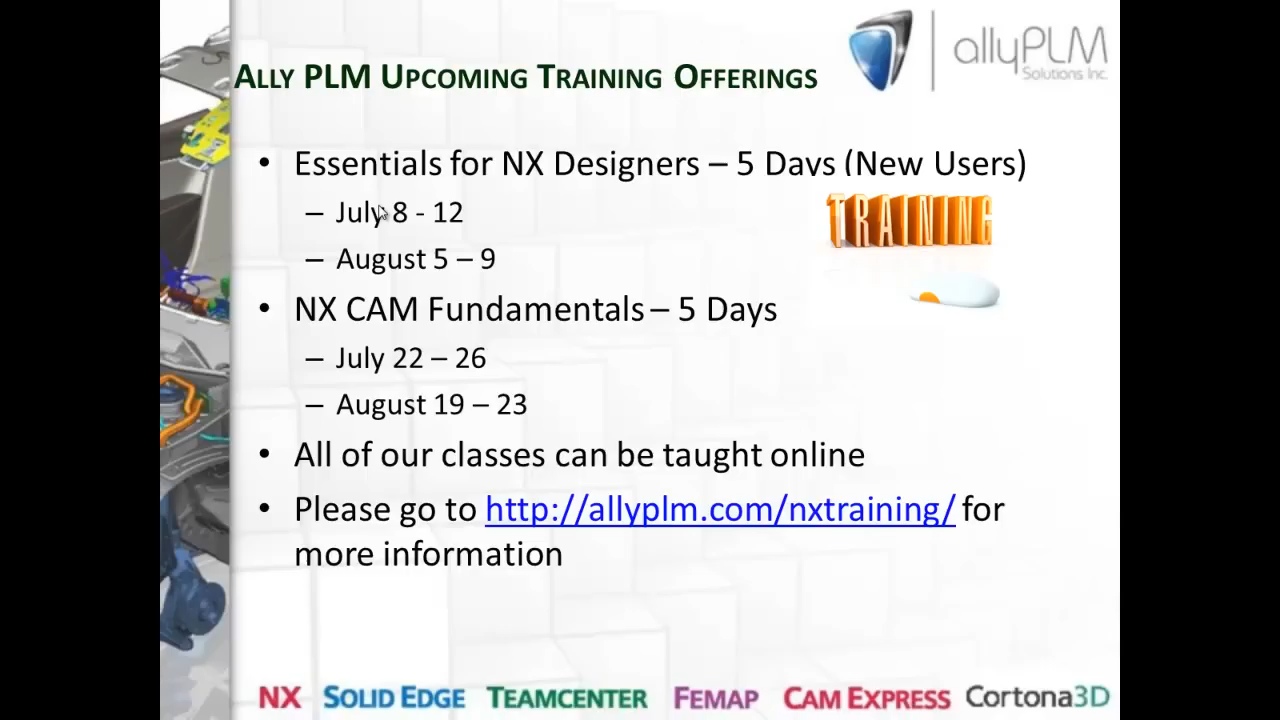 ALLY PLM UPCOMING TRAINING OFFERINGS
allyPLM
Solutions Inc.
• Essentials for NX Designers – 5 Days (New Users)
– July 8 - 12
– August 5 – 9
TRAINING
• NX CAM Fundamentals – 5 Days
– July 22 – 26
– August 19 – 23
• All of our classes can be taught online
• Please go to http://allyplm.com/nxtraining/ for
more information
NX SOLID EDGE TEAMCENTER FEMAP CAM EXPRESS Cortona3D